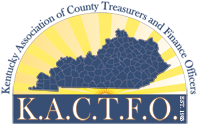 Kentucky Association of County Treasurers and Finance Officers
K.A.C.T.F.O.